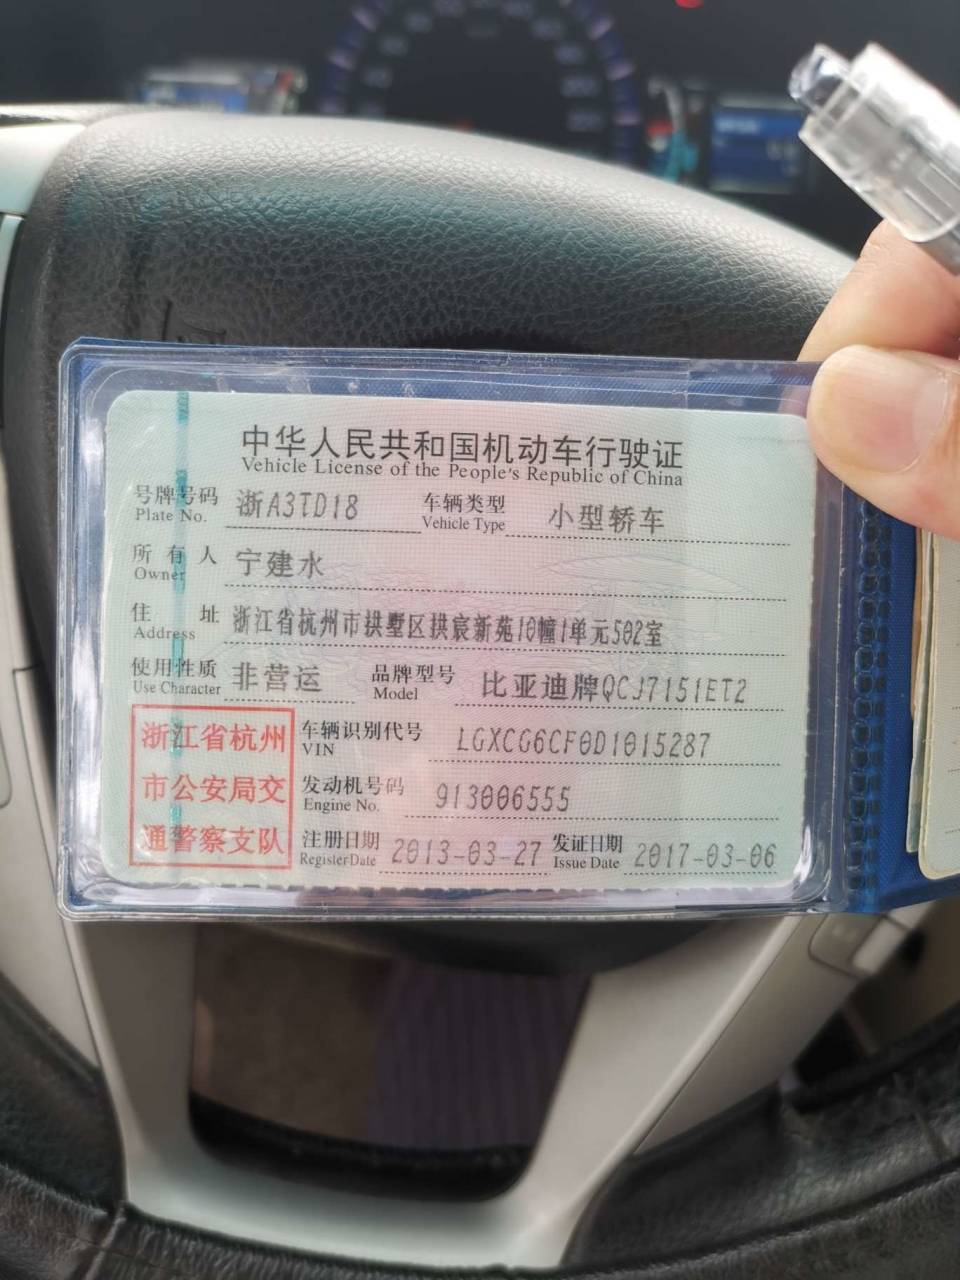 中华人民共和国机动车行驶证
Vehicle License of the People's Republic of China
号牌号码 浙A3TD18 车辆类型 小型轿车
Plate No. Vehicle Type
所有人 宁建水
Owner
住址 浙江省杭州市拱墅区拱宸新苑10幢1单元502室
Address
使用性质 非营运 品牌型号 比亚迪牌QCJ7151ET2
Use Character Model
浙江省杭州 车辆识别代号 LGXCG6CF0D1015287
VIN
市公安局交 发动机号码 913006555
Engine No.
通警察支队 注册日期 2013-03-27 发证日期 2017-03-06
Register Date Issue Date